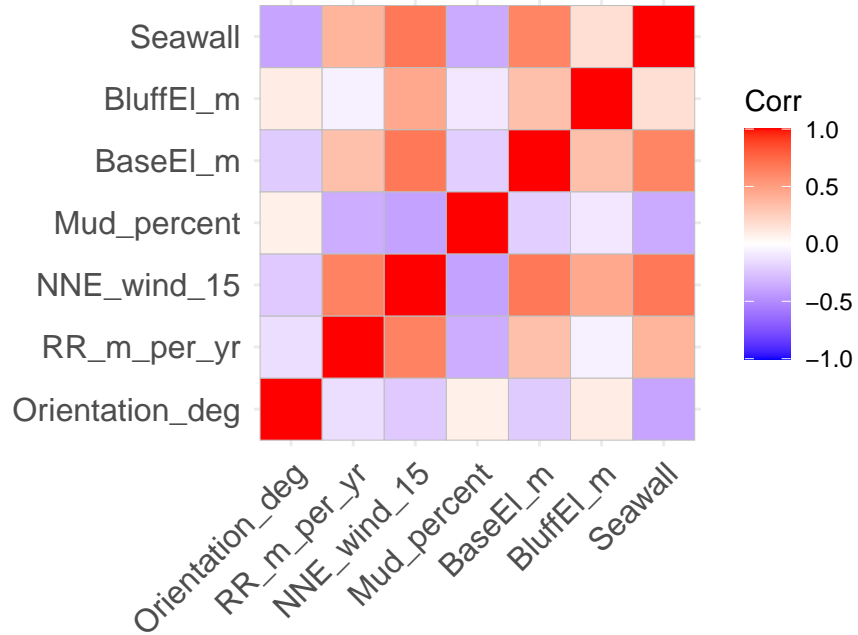 Seawall
BluffEl_m
BaseEl_m
Mud_percent
NNE_wind_15
RR_m_per_yr
Orientation_deg
Orientation_deg
RR_m_per_yr
NNE_wind_15
Mud_percent
BaseEl_m
BluffEl_m
Seawall
Corr
1.0
0.5
0.0
−0.5
−1.0